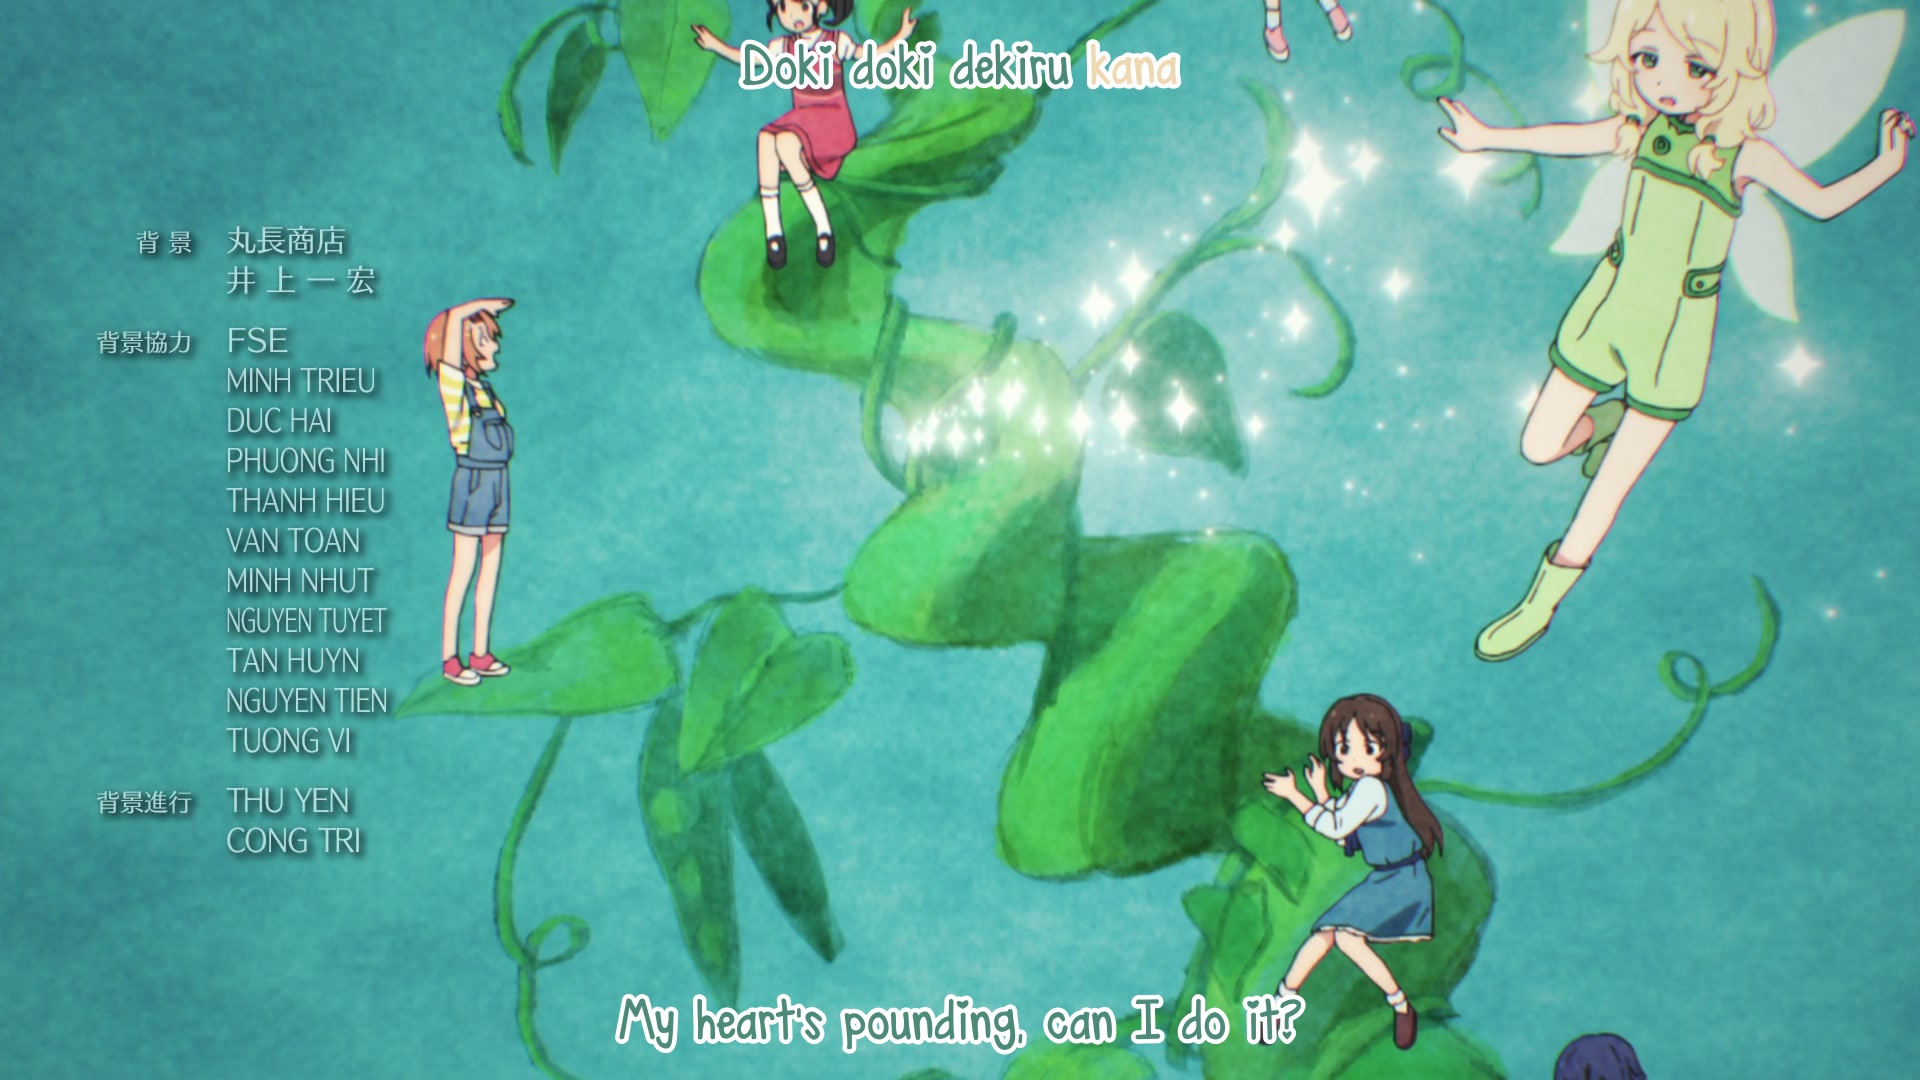 Doki doki dekiru kana
背景 丸長商店
井上一宏
背景協力 FSE
MINH TRIEU
DUC HAI
PHUONG NHI
THANH HIEU
VAN TOAN
MINH NHUT
NGUYEN TUYET
TAN HUYN
NGUYEN TIEN
TUONG VI
背景進行 THU YEN
CONG TRI
My heart's pounding, can I do it?